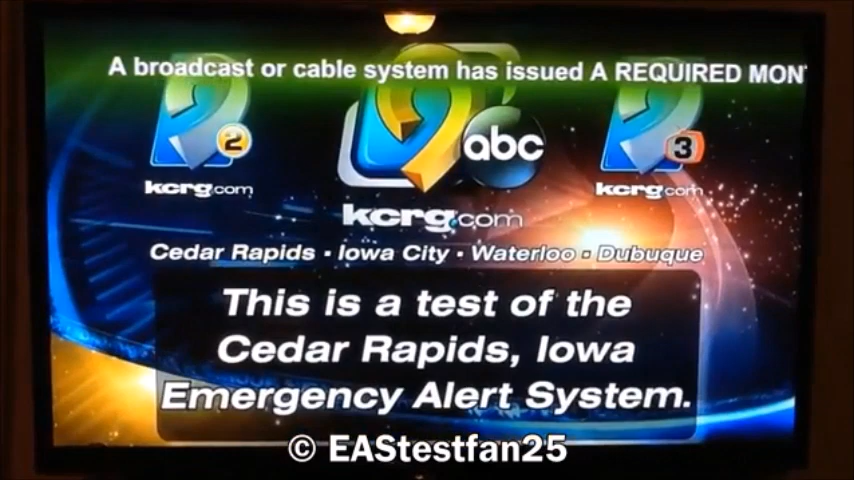 A broadcast or cable system has issued A REQUIRED MON
9
2
abc
3
kcrg.com
kcrg.com
kcrg.com
Cedar Rapids • Iowa City • Waterloo • Dubuque
This is a test of the
Cedar Rapids, Iowa
Emergency Alert System.
© EAStestfan25